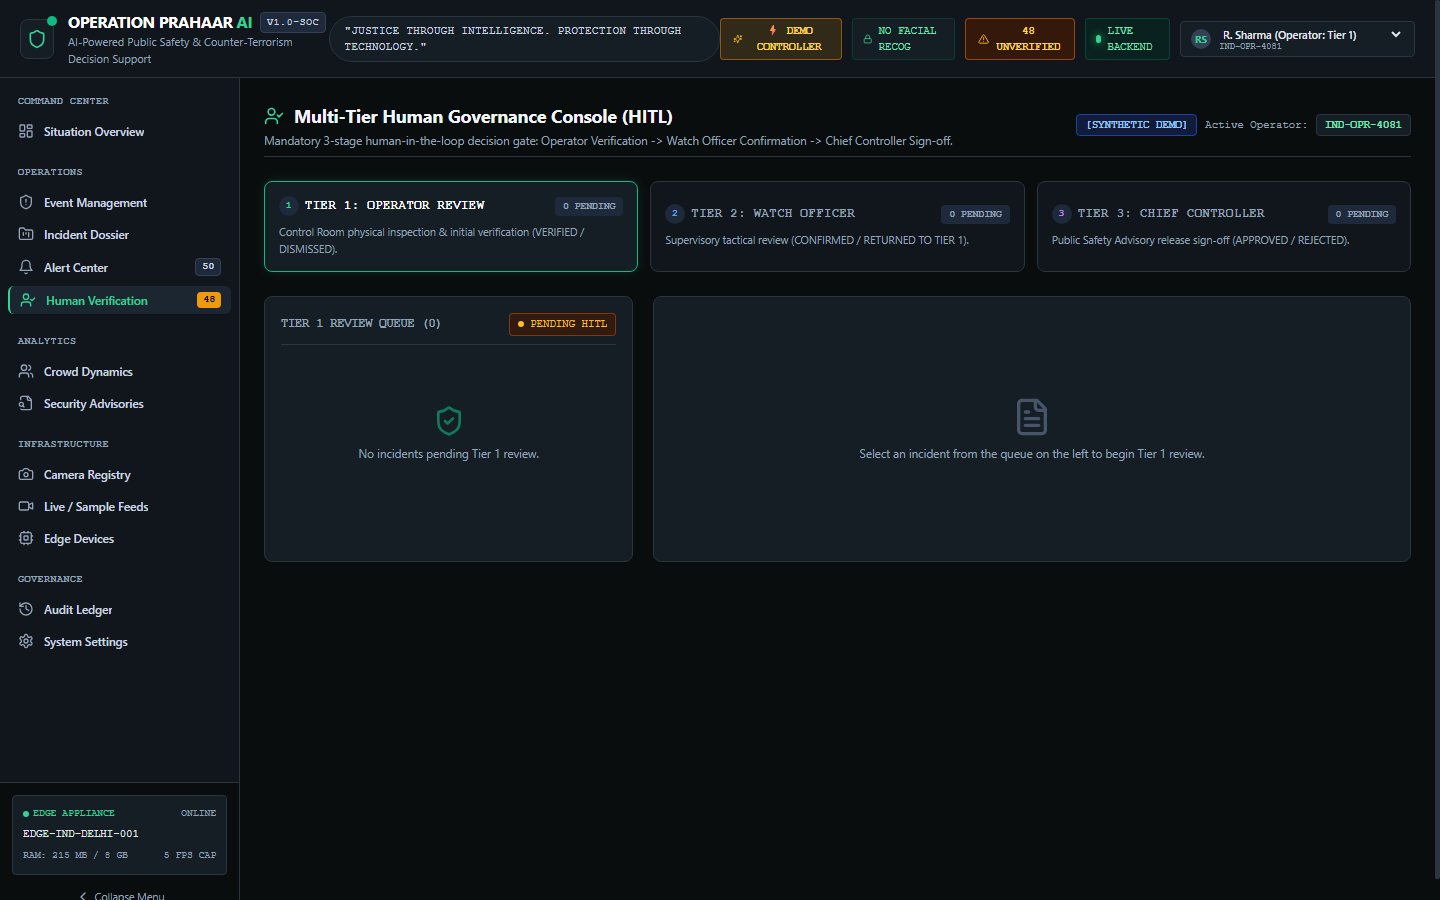 OPERATION PRAHAAR AI
V1.0-SOC
AI-Powered Public Safety & Counter-Terrorism
Decision Support
"JUSTICE THROUGH INTELLIGENCE. PROTECTION THROUGH
TECHNOLOGY."
DEMO
CONTROLLER
NO FACIAL
RECOG
48
UNVERIFIED
LIVE
BACKEND
RS
R. Sharma (Operator: Tier 1)
IND-OPR-4081
COMMAND CENTER
Situation Overview
OPERATIONS
Event Management
Incident Dossier
Alert Center
50
Human Verification
48
ANALYTICS
Crowd Dynamics
Security Advisories
INFRASTRUCTURE
Camera Registry
Live / Sample Feeds
Edge Devices
GOVERNANCE
Audit Ledger
System Settings
EDGE APPLIANCE
ONLINE
EDGE-IND-DELHI-001
RAM: 215 MB / 8 GB
5 FPS CAP
Collapse Menu
Multi-Tier Human Governance Console (HITL)
Mandatory 3-stage human-in-the-loop decision gate: Operator Verification -> Watch Officer Confirmation -> Chief Controller Sign-off.
[SYNTHETIC DEMO]
Active Operator:
IND-OPR-4081
1
TIER 1: OPERATOR REVIEW
0 PENDING
Control Room physical inspection & initial verification (VERIFIED /
DISMISSED).
2
TIER 2: WATCH OFFICER
0 PENDING
Supervisory tactical review (CONFIRMED / RETURNED TO TIER 1).
3
TIER 3: CHIEF CONTROLLER
0 PENDING
Public Safety Advisory release sign-off (APPROVED / REJECTED).
TIER 1 REVIEW QUEUE (0)
PENDING HITL
No incidents pending Tier 1 review.
Select an incident from the queue on the left to begin Tier 1 review.